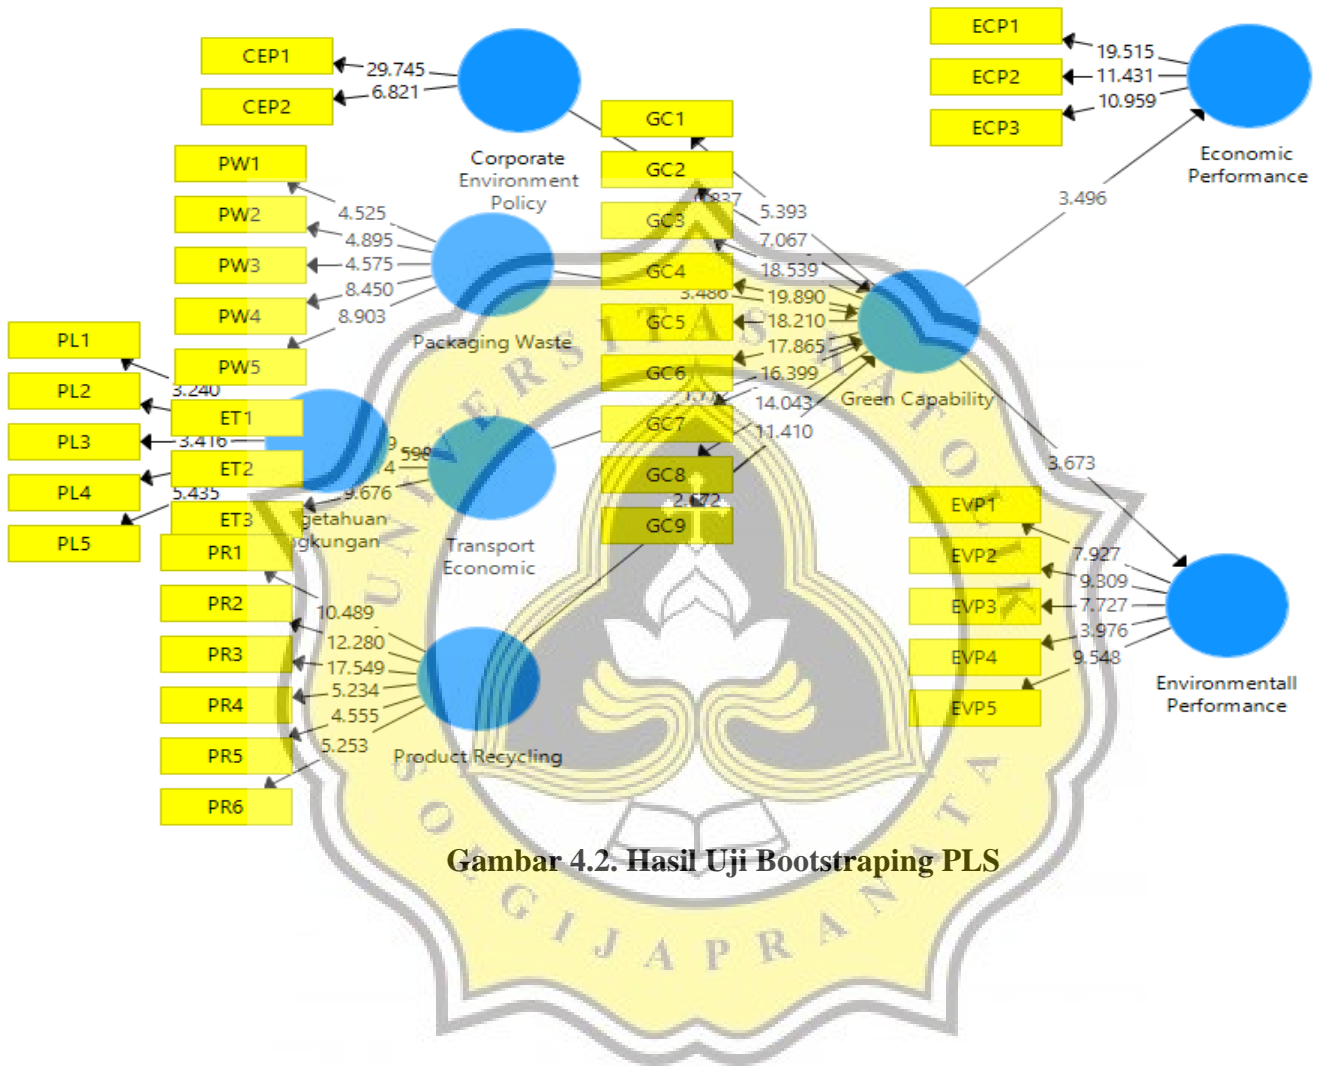 CEP1
CEP2
29.745
6.821
Corporate
Environment
Policy
PW1
PW2
PW3
PW4
PW5
4.525
4.895
4.575
8.450
8.903
Packaging Waste
PL1
PL2
PL3
PL4
PL5
3.240
3.416
5.435
ET1
ET2
ET3
9.676
Transport
Economic
PR1
PR2
PR3
PR4
PR5
PR6
10.489
12.280
17.549
5.234
4.555
5.253
Product Recycling
GC1
GC2
GC3
GC4
GC5
GC6
GC7
GC8
GC9
5.393
7.067
18.539
19.890
18.210
17.865
16.399
14.043
11.410
3.486
Green Capability
ECP1
ECP2
ECP3
19.515
11.431
10.959
Economic
Performance
3.496
3.673
EVP1
EVP2
EVP3
EVP4
EVP5
7.927
9.309
7.727
3.976
9.548
Environmentall
Performance
Gambar 4.2. Hasil Uji Bootstraping PLS
UNIVERSITAS KATOLIK
SOEGIJAPRANATA